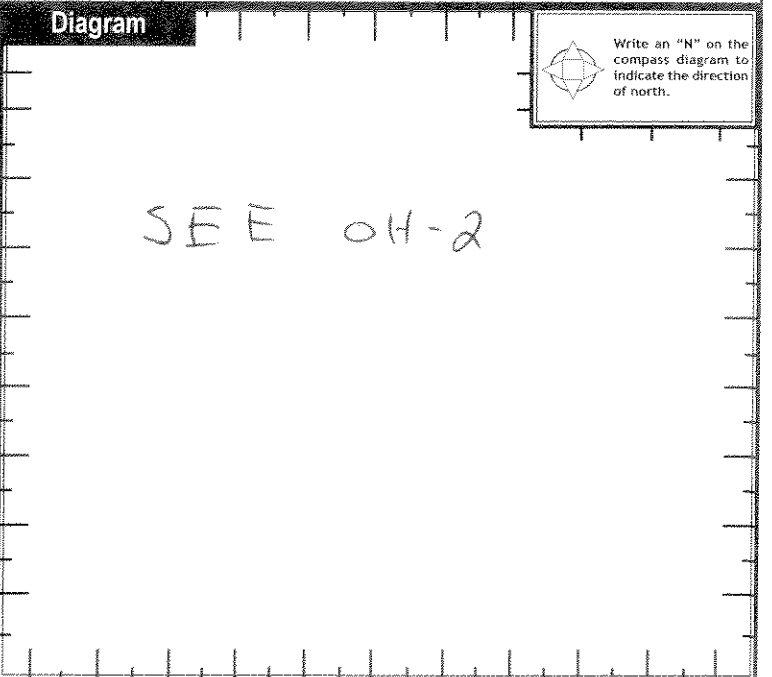 Diagram
Write an "N" on the
compass diagram to
indicate the direction
of north.
SEE OH-2